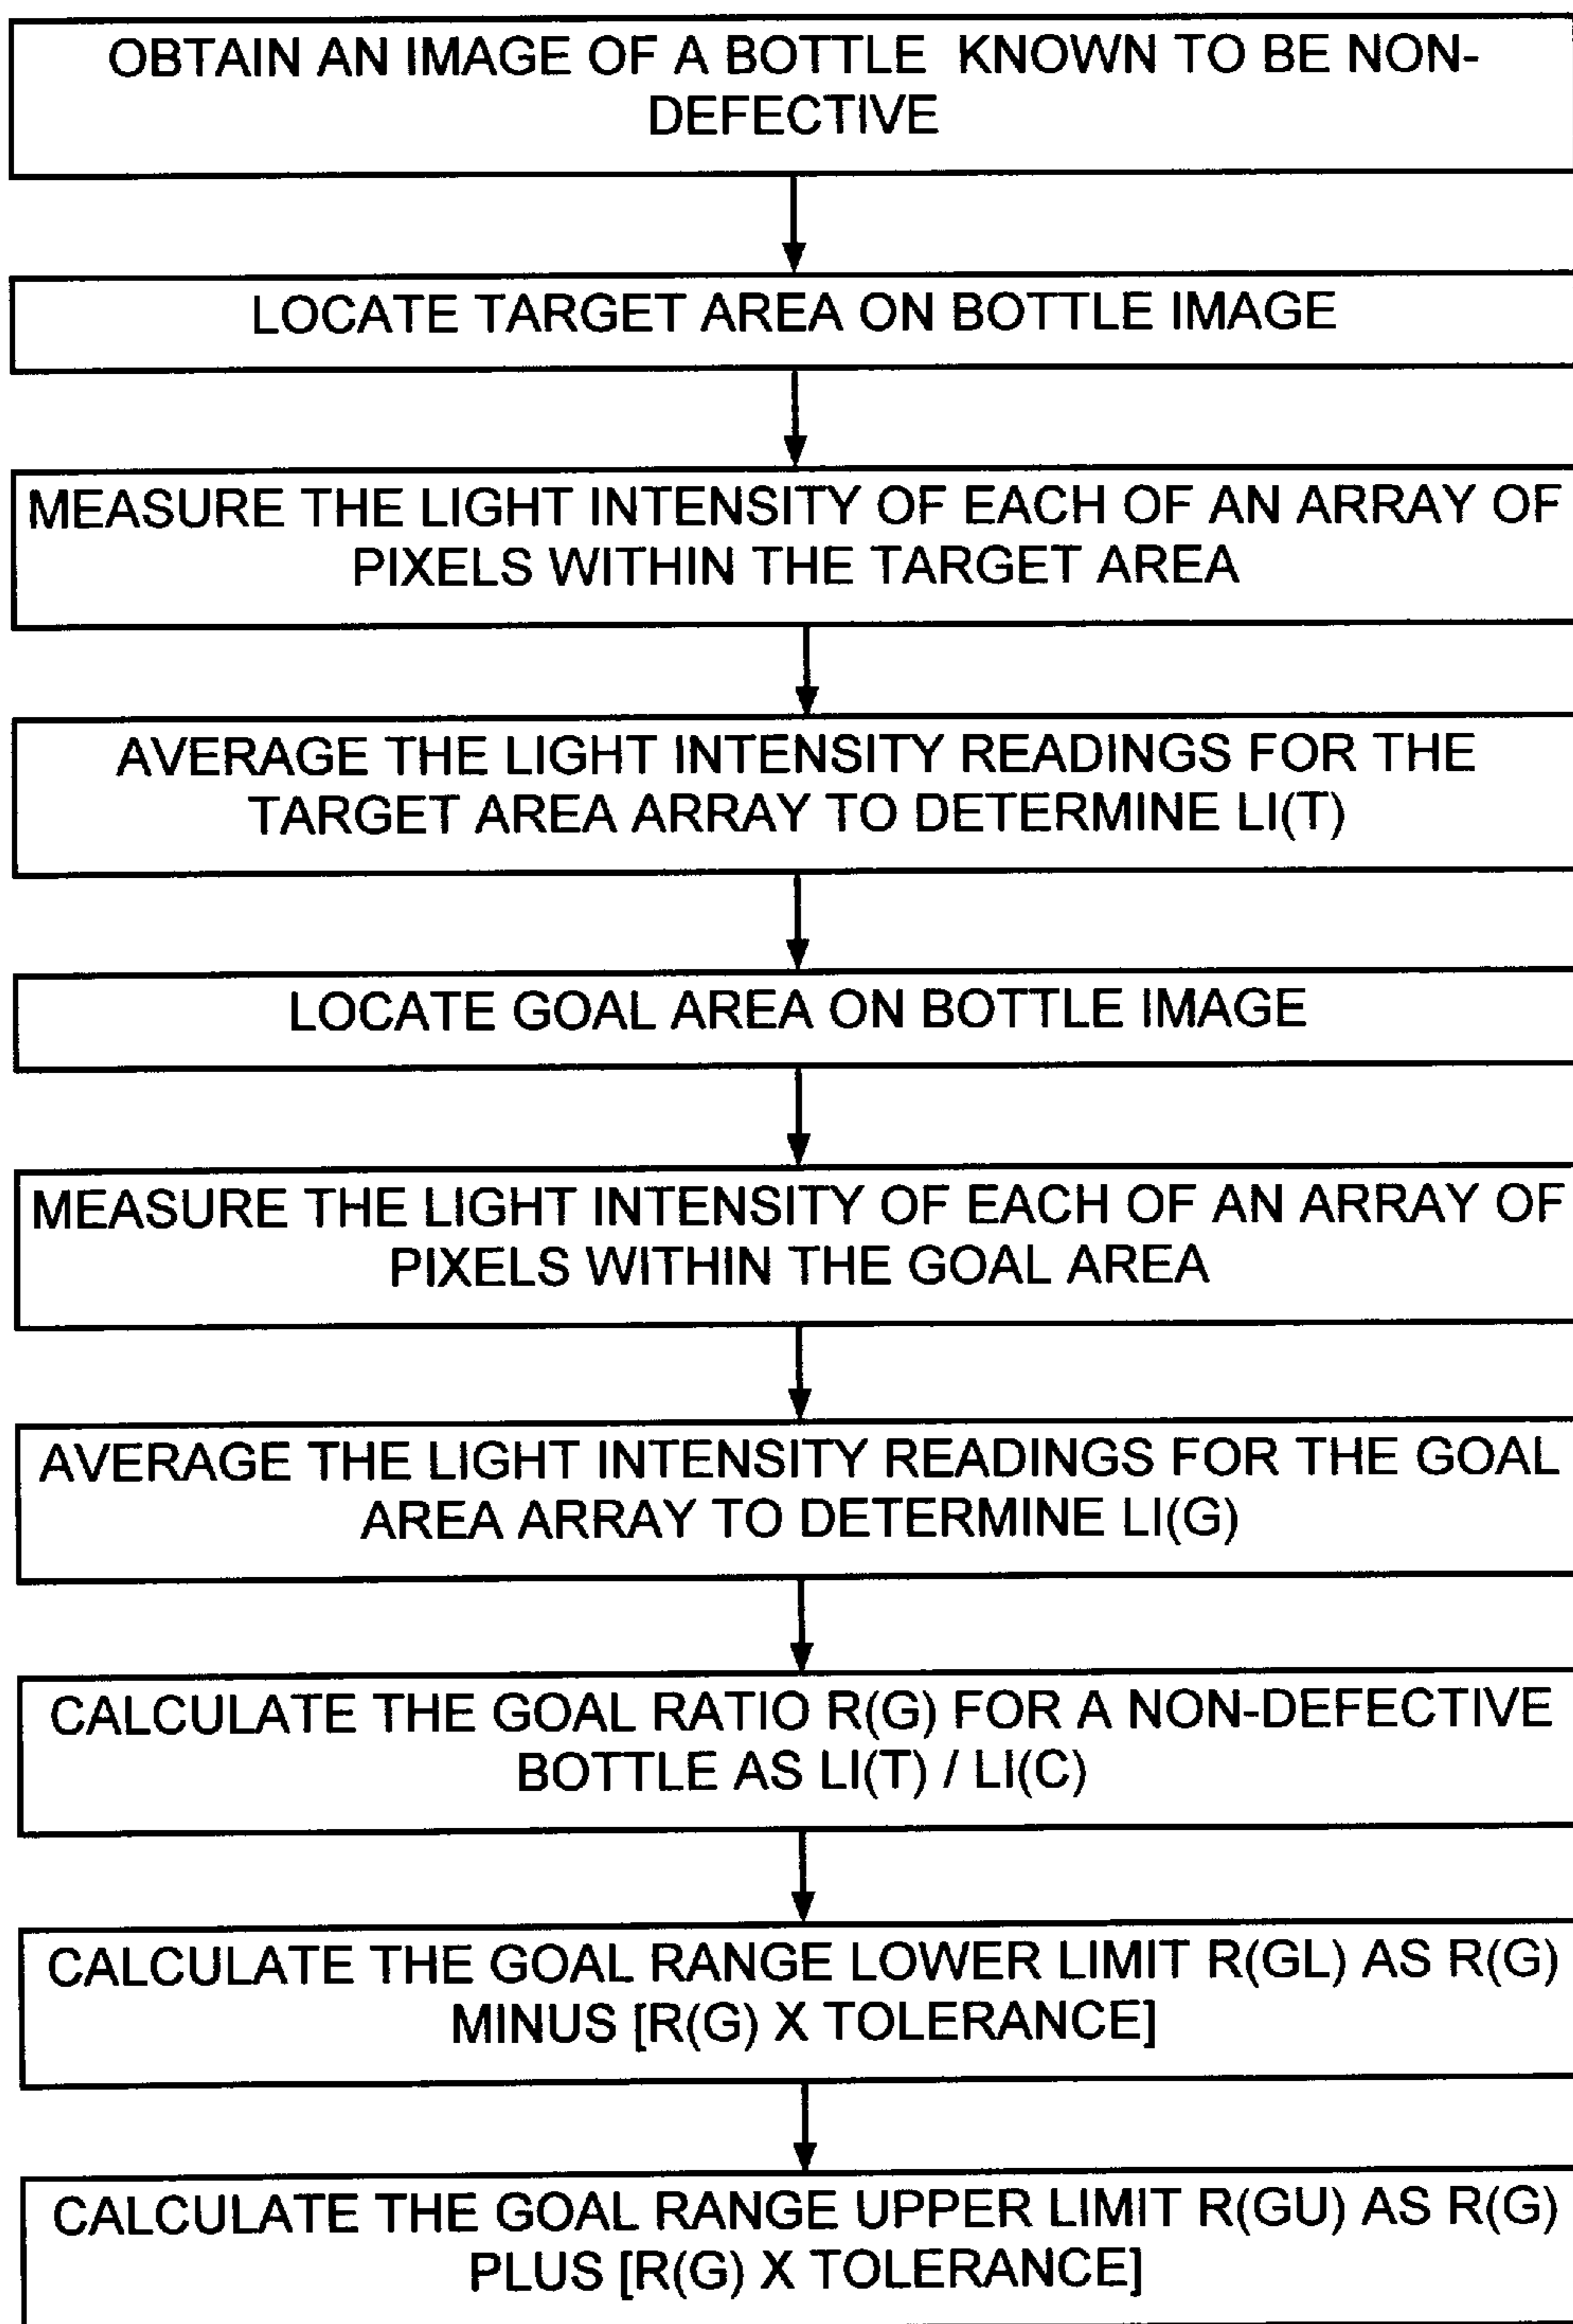 OBTAIN AN IMAGE OF A BOTTLE KNOWN TO BE NON-
DEFECTIVE
LOCATE TARGET AREA ON BOTTLE IMAGE
MEASURE THE LIGHT INTENSITY OF EACH OF AN ARRAY OF
PIXELS WITHIN THE TARGET AREA
AVERAGE THE LIGHT INTENSITY READINGS FOR THE
TARGET AREA ARRAY TO DETERMINE LI(T)
LOCATE GOAL AREA ON BOTTLE IMAGE
MEASURE THE LIGHT INTENSITY OF EACH OF AN ARRAY OF
PIXELS WITHIN THE GOAL AREA
AVERAGE THE LIGHT INTENSITY READINGS FOR THE GOAL
AREA ARRAY TO DETERMINE LI(G)
CALCULATE THE GOAL RATIO R(G) FOR A NON-DEFECTIVE
BOTTLE AS LI(T) / LI(C)
CALCULATE THE GOAL RANGE LOWER LIMIT R(GL) AS R(G)
MINUS [R(G) X TOLERANCE]
CALCULATE THE GOAL RANGE UPPER LIMIT R(GU) AS R(G)
PLUS [R(G) X TOLERANCE]